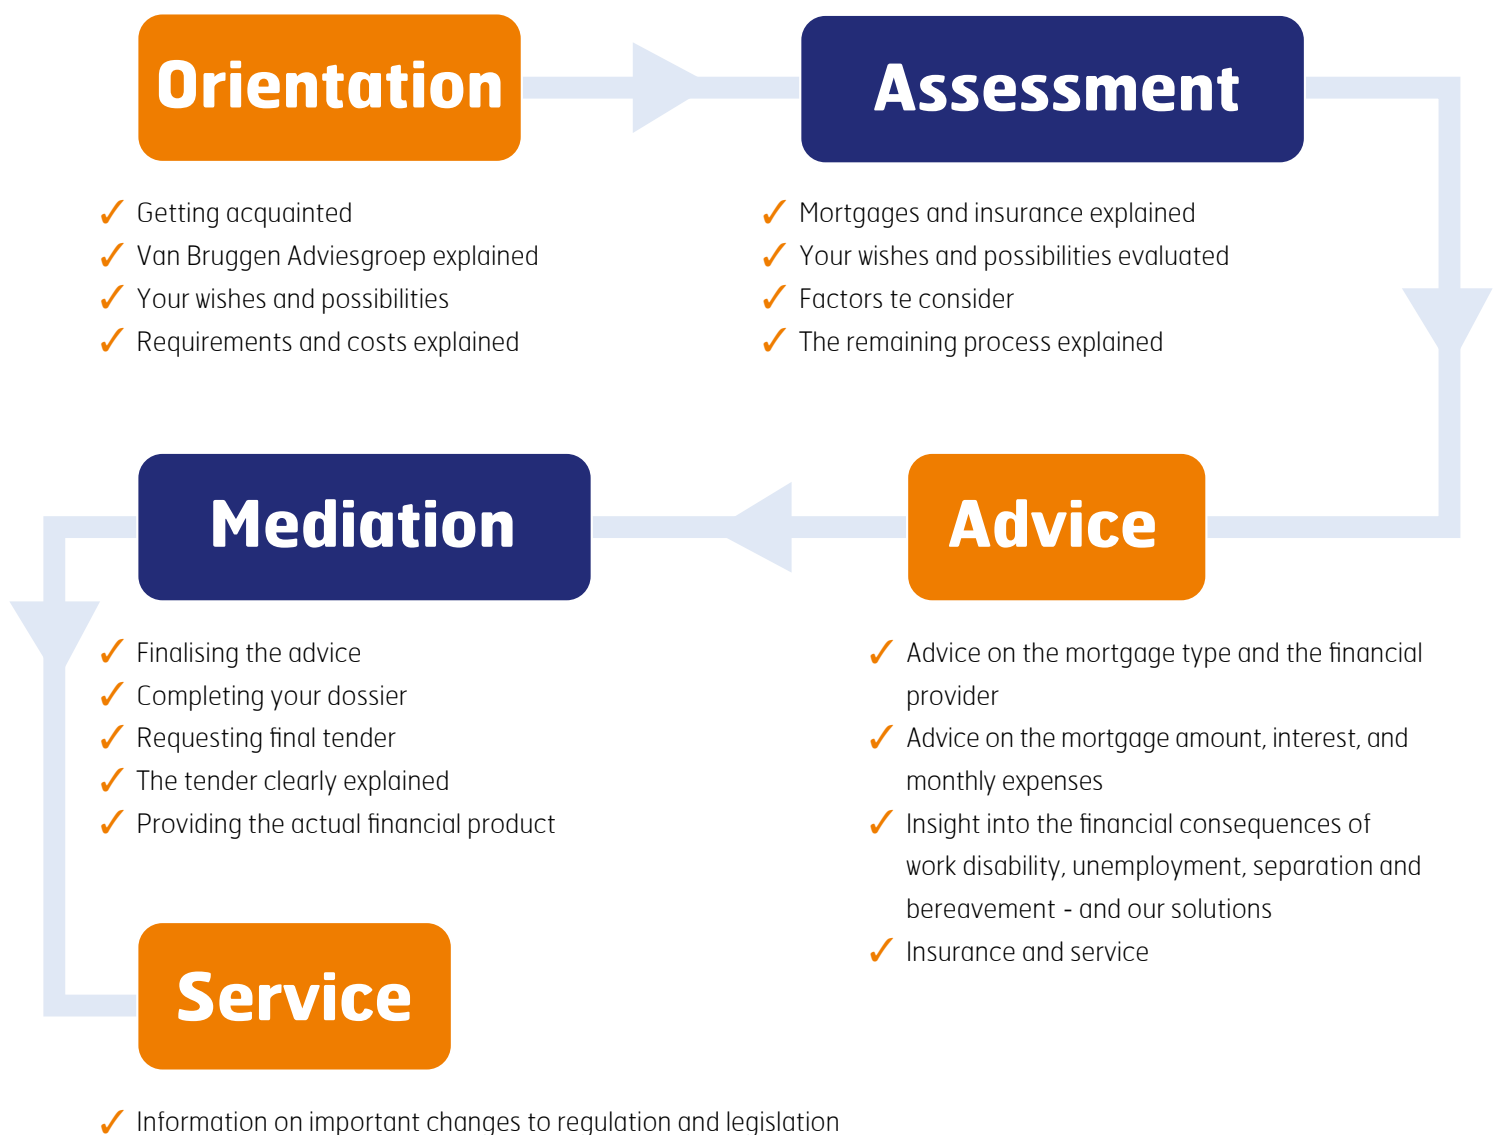 Orientation
✓ Getting acquainted
✓ Van Bruggen Adviesgroep explained
✓ Your wishes and possibilities
✓ Requirements and costs explained
Assessment
✓ Mortgages and insurance explained
✓ Your wishes and possibilities evaluated
✓ Factors te consider
✓ The remaining process explained
Advice
✓ Advice on the mortgage type and the financial
provider
✓ Advice on the mortgage amount, interest, and
monthly expenses
✓ Insight into the financial consequences of
work disability, unemployment, separation and
bereavement - and our solutions
✓ Insurance and service
Mediation
✓ Finalising the advice
✓ Completing your dossier
✓ Requesting final tender
✓ The tender clearly explained
✓ Providing the actual financial product
Service
✓ Information on important changes to regulation and legislation